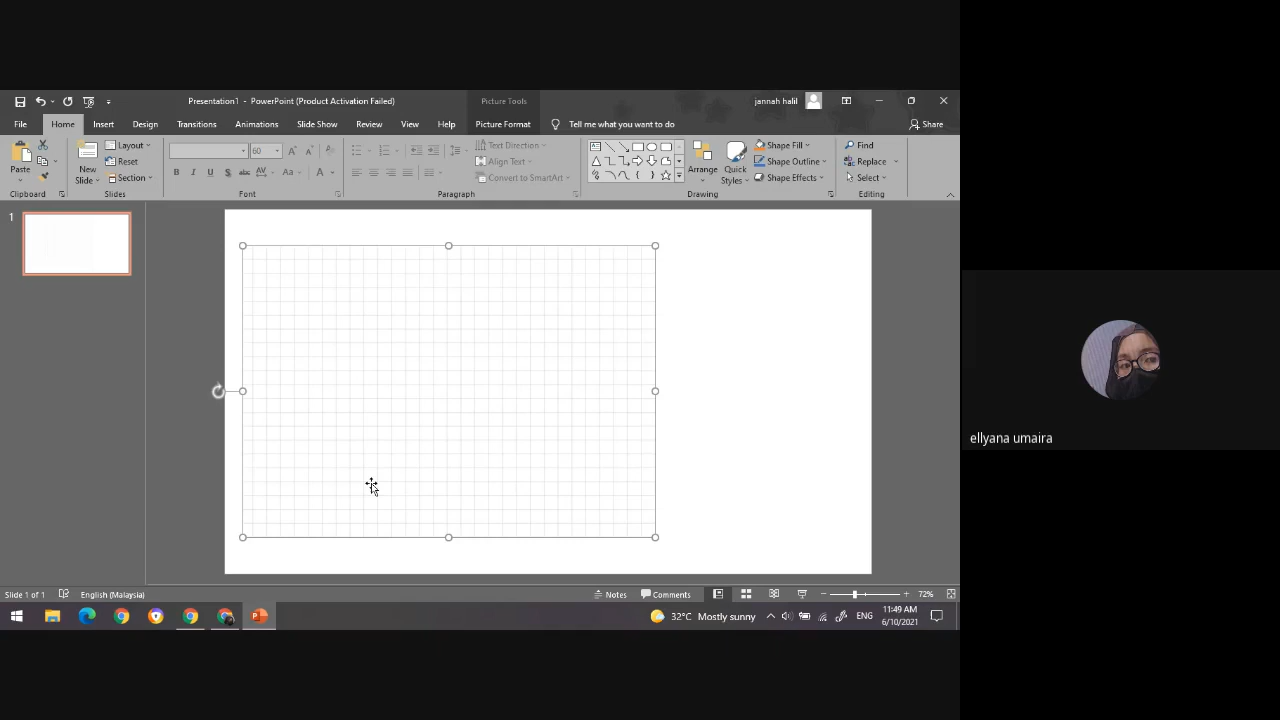 Presentation1 - PowerPoint (Product Activation Failed)
Picture Tools
jannah halil
File
Home
Insert
Design
Transitions
Animations
Slide Show
Review
View
Help
Picture Format
Tell me what you want to do
Share
Paste
Clipboard
New Slide
Layout
Reset
Section
Slides
60
B I U S abc AV Aa A
Font
Text Direction
Align Text
Convert to SmartArt
Paragraph
Arrange
Quick Styles
Shape Fill
Shape Outline
Shape Effects
Drawing
Find
Replace
Select
Editing
1
ellyana umaira
Slide 1 of 1
English (Malaysia)
Notes
Comments
72%
32°C Mostly sunny
ENG
11:49 AM
6/10/2021